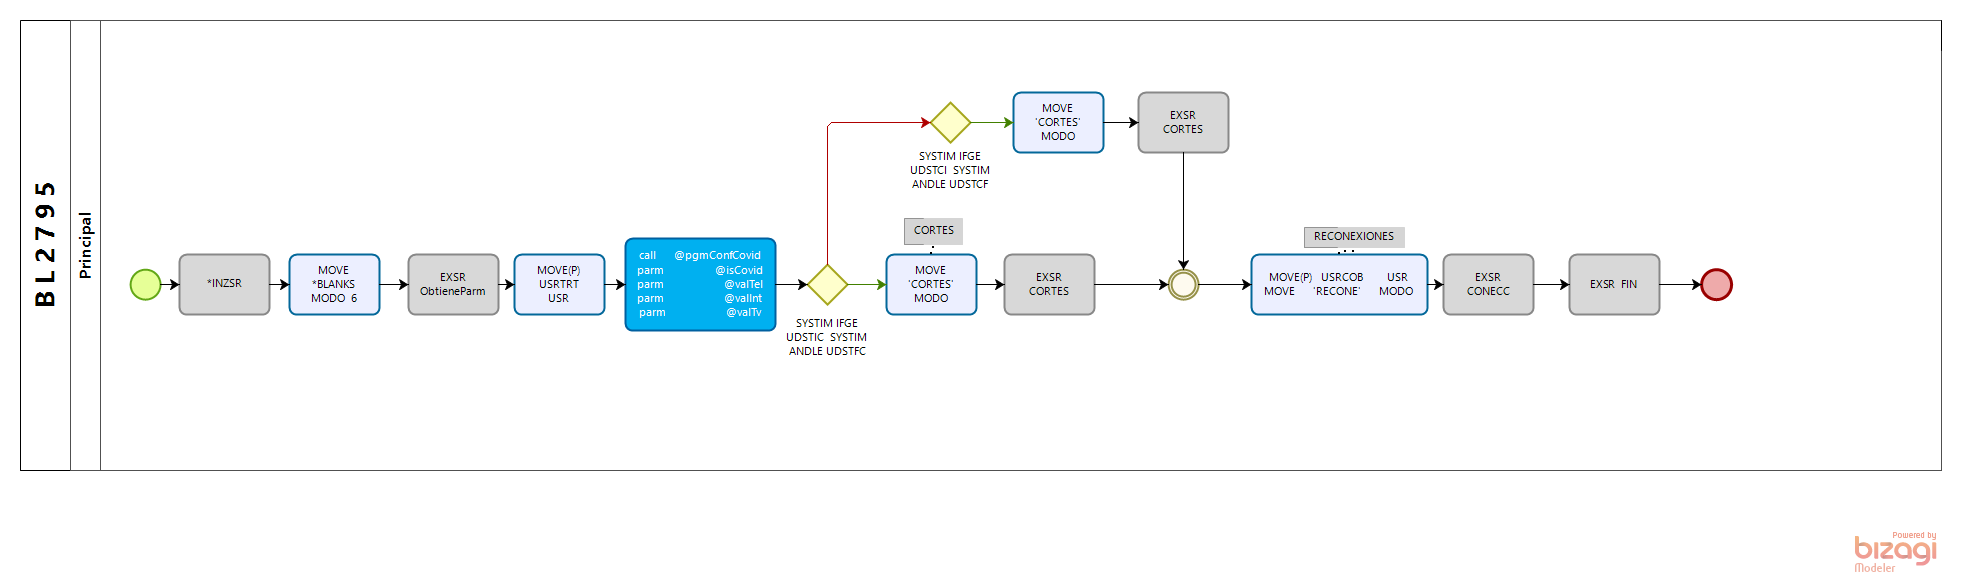 BL2795
Principal
*INZSR
MOVE
*BLANKS
MODO 6
EXSR
ObtieneParm
MOVE(P)
USRTRT
USR
call @pgmConfCovid
parm @isCovid
parm @valTel
parm @valInt
parm @valTv
SYSTIM IFGE
UDSTIC SYSTIM
ANDLE UDSTFC
SYSTIM IFGE
UDSTCI SYSTIM
ANDLE UDSTCF
MOVE
'CORTES'
MODO
EXSR
CORTES
CORTES
MOVE
'CORTES'
MODO
EXSR
CORTES
RECONEXIONES
MOVE(P) USRCOB USR
MOVE 'RECONE' MODO
EXSR
CONECC
EXSR FIN
Powered by
bizagi
Modeler